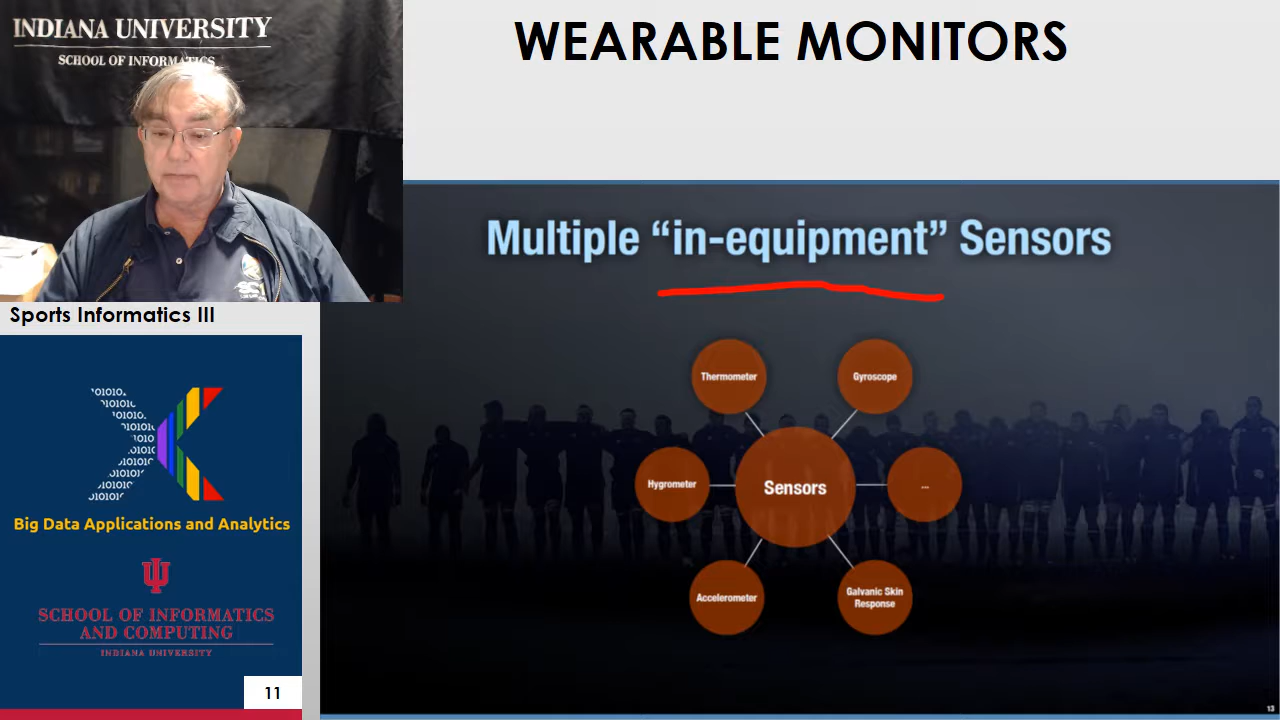 INDIANA UNIVERSITY
SCHOOL OF INFORMATICS
WEARABLE MONITORS
Multiple “in-equipment” Sensors
Thermometer
Gyroscope
Hygrometer
Sensors
...
Accelerometer
Galvanic Skin
Response
13
Sports Informatics III
Big Data Applications and Analytics
SCHOOL OF INFORMATICS
AND COMPUTING
INDIANA UNIVERSITY
11